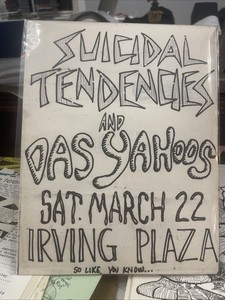 SUICIDAL
TENDENCIES
AND
DAS YAHOOS
SAT. MARCH 22
IRVING PLAZA
SO LIKE, YOU KNOW...